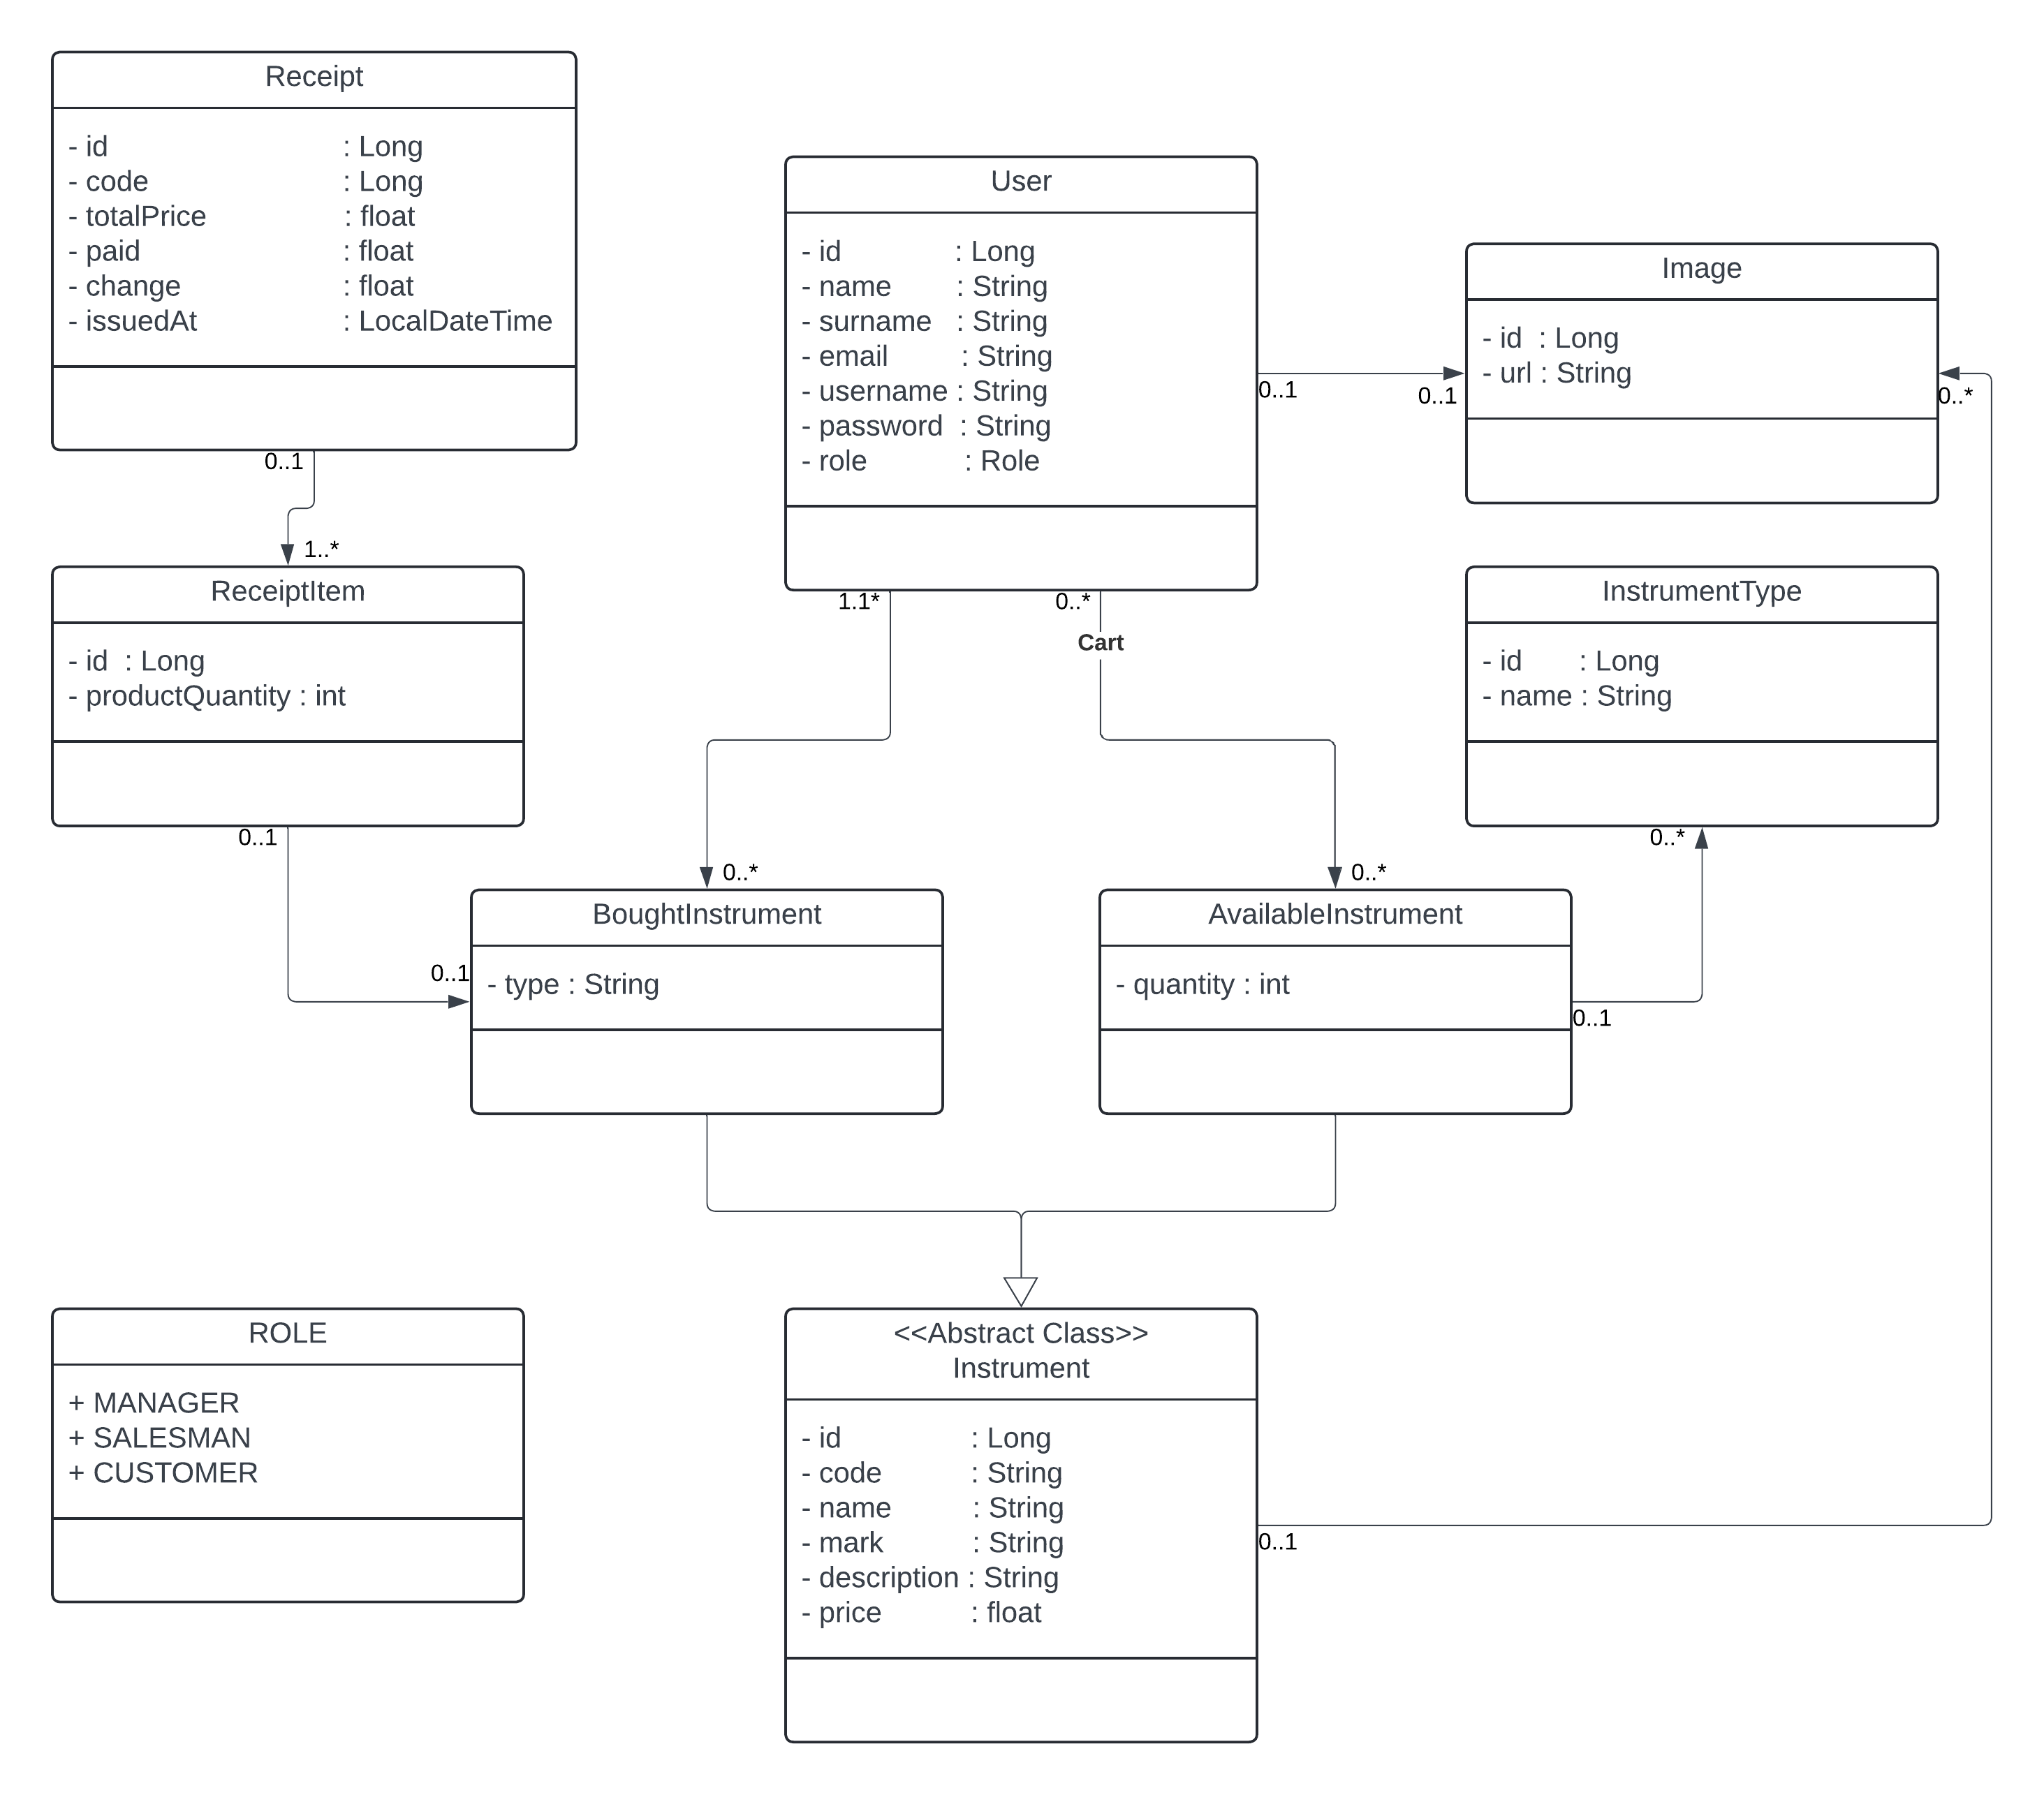 Receipt
- id : Long
- code : Long
- totalPrice : float
- paid : float
- change : float
- issuedAt : LocalDateTime
0..1
1..*
User
- id : Long
- name : String
- surname : String
- email : String
- username : String
- password : String
- role : Role
0..1
0..1
Image
- id : Long
- url : String
0..*
ReceiptItem
- id : Long
- productQuantity : int
0..1
1.1*
0..*
Cart
InstrumentType
- id : Long
- name : String
0..*
0..1
0..*
BoughtInstrument
- type : String
0..*
AvailableInstrument
- quantity : int
0..1
ROLE
+ MANAGER
+ SALESMAN
+ CUSTOMER
<<Abstract Class>>
Instrument
- id : Long
- code : String
- name : String
- mark : String
- description : String
- price : float
0..1